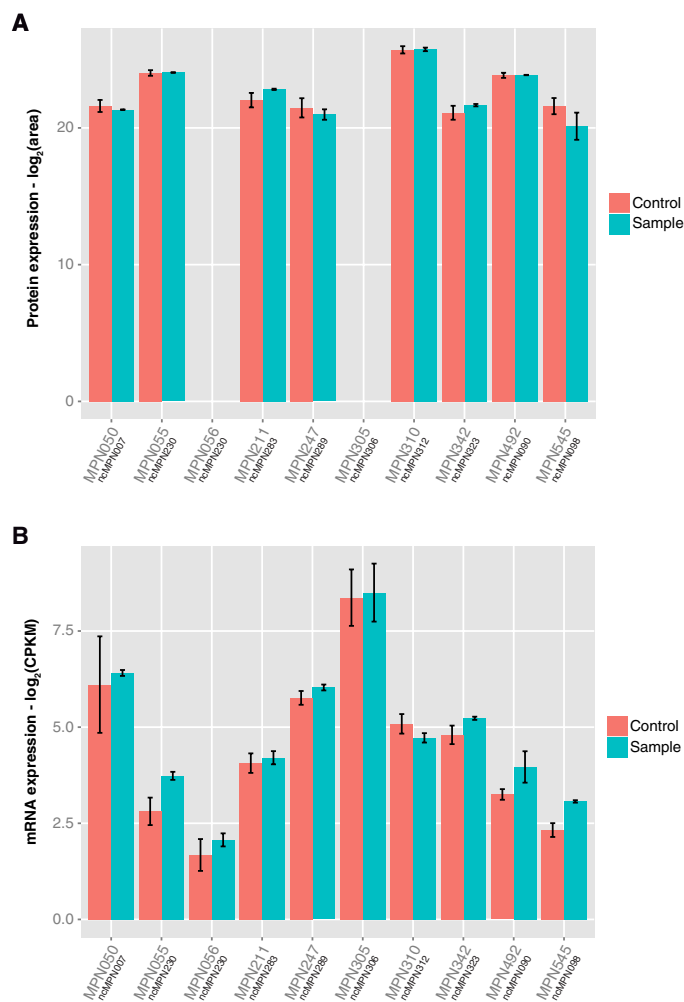 A
Protein expression - log2(area)
20
10
0
MPN050
ncMPN007
MPN055
ncMPN230
MPN056
ncMPN230
MPN211
ncMPN283
MPN247
ncMPN289
MPN305
ncMPN306
MPN310
ncMPN312
MPN342
ncMPN323
MPN492
ncMPN090
MPN545
ncMPN098
Control
Sample
B
mRNA expression - log2(CPKM)
7.5
5.0
2.5
0.0
MPN050
ncMPN007
MPN055
ncMPN230
MPN056
ncMPN230
MPN211
ncMPN283
MPN247
ncMPN289
MPN305
ncMPN306
MPN310
ncMPN312
MPN342
ncMPN323
MPN492
ncMPN090
MPN545
ncMPN098
Control
Sample